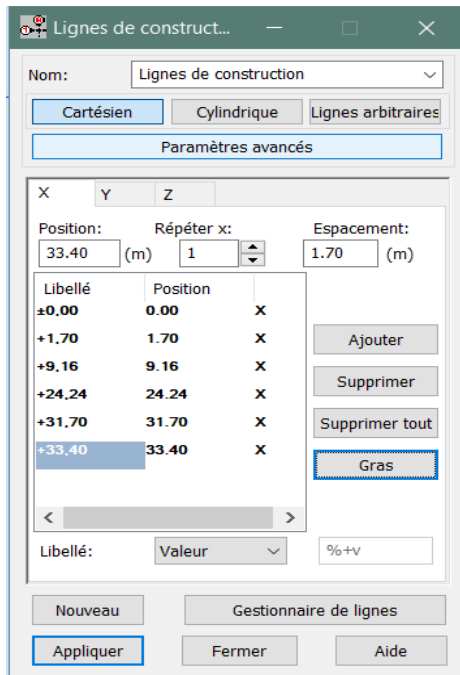 Lignes de construct...
Nom: Lignes de construction
Cartésien Cylindrique Lignes arbitraires
Paramètres avancés
X Y Z
Position: Répéter x: Espacement:
33.40 (m) 1 1.70 (m)
Libellé Position
±0,00 0.00 X
+1,70 1.70 X
+9,16 9.16 X
+24,24 24.24 X
+31,70 31.70 X
+33,40 33.40 X
Ajouter
Supprimer
Supprimer tout
Gras
Libellé: Valeur %+v
Nouveau Gestionnaire de lignes
Appliquer Fermer Aide